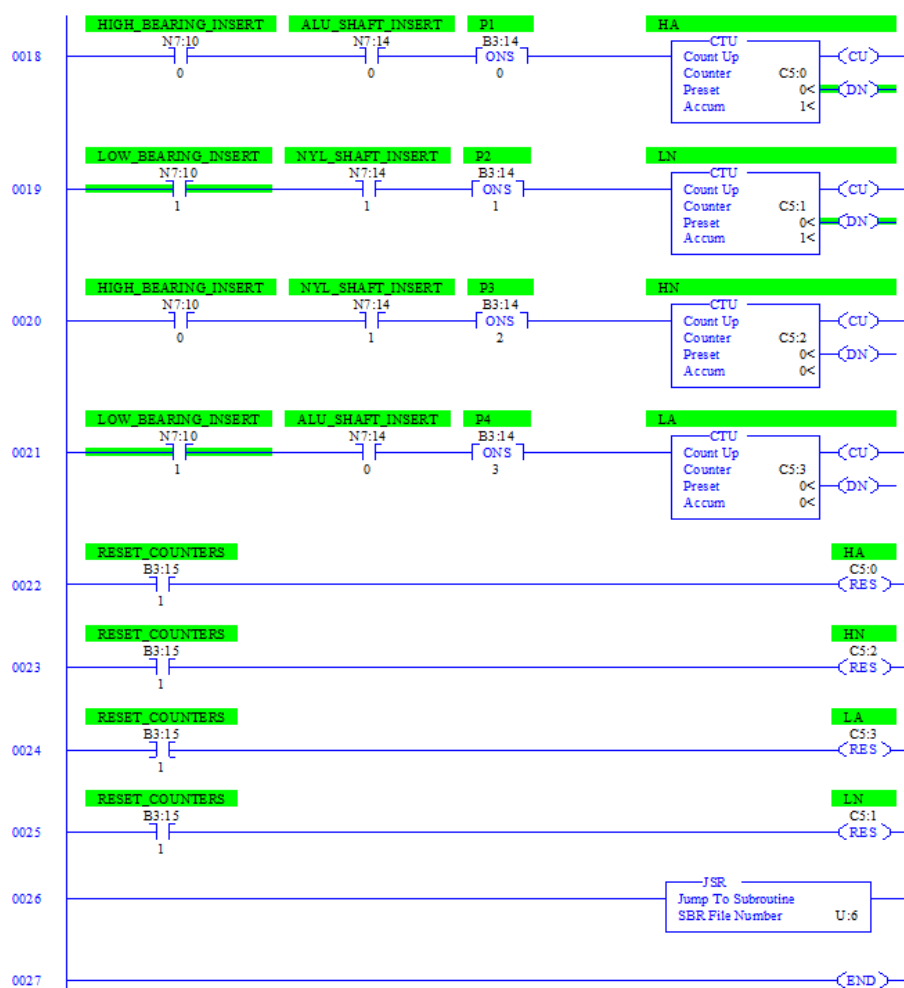 HIGH_BEARING_INSERT ALU_SHAFT_INSERT P1 HA
N7:10 N7:14 B3:14 CTU
0018 ONS Count Up CU
0 0 0 Counter C5:0
Preset 0< DN
Accum 1<
LOW_BEARING_INSERT NYL_SHAFT_INSERT P2 LN
N7:10 N7:14 B3:14 CTU
0019 ONS Count Up CU
1 1 1 Counter C5:1
Preset 0< DN
Accum 1<
HIGH_BEARING_INSERT NYL_SHAFT_INSERT P3 HN
N7:10 N7:14 B3:14 CTU
0020 ONS Count Up CU
0 1 2 Counter C5:2
Preset 0< DN
Accum 0<
LOW_BEARING_INSERT ALU_SHAFT_INSERT P4 LA
N7:10 N7:14 B3:14 CTU
0021 ONS Count Up CU
1 0 3 Counter C5:3
Preset 0< DN
Accum 0<
RESET_COUNTERS HA
B3:15 C5:0
0022 RES
1
RESET_COUNTERS HN
B3:15 C5:2
0023 RES
1
RESET_COUNTERS LA
B3:15 C5:3
0024 RES
1
RESET_COUNTERS LN
B3:15 C5:1
0025 RES
1
JSR
0026 Jump To Subroutine
SBR File Number U:6
0027 END